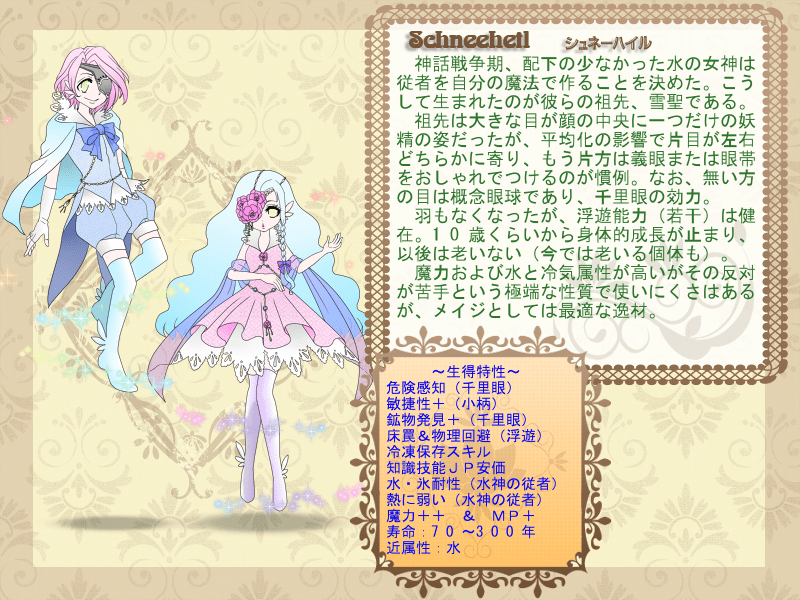 Schneeheil シュネーハイル
神話戦争期、配下の少なかった水の女神は
従者を自分の魔法で作ることを決めた。こう
して生まれたのが彼らの祖先、雪聖である。
祖先は大きな目が顔の中央に一つだけの妖
精の姿だったが、平均化の影響で片目が左右
どちらかに寄り、もう片方は義眼または眼帯
をおしゃれでつけるのが慣例。なお、無い方
の目は概念眼球であり、千里眼の効力。
羽もなくなったが、浮遊能力（若干）は健
在。１０歳くらいから身体的成長が止まり、
以後は老いない（今では老いる個体も）。
魔力および水と冷気属性が高いがその反対
が苦手という極端な性質で使いにくさはある
が、メイジとしては最適な逸材。
～生得特性～
危険感知（千里眼）
敏捷性＋（小柄）
鉱物発見＋（千里眼）
床罠＆物理回避（浮遊）
冷凍保存スキル
知識技能ＪＰ安価
水・氷耐性（水神の従者）
熱に弱い（水神の従者）
魔力＋＋ ＆ ＭＰ＋
寿命：７０～３００年
近属性：水